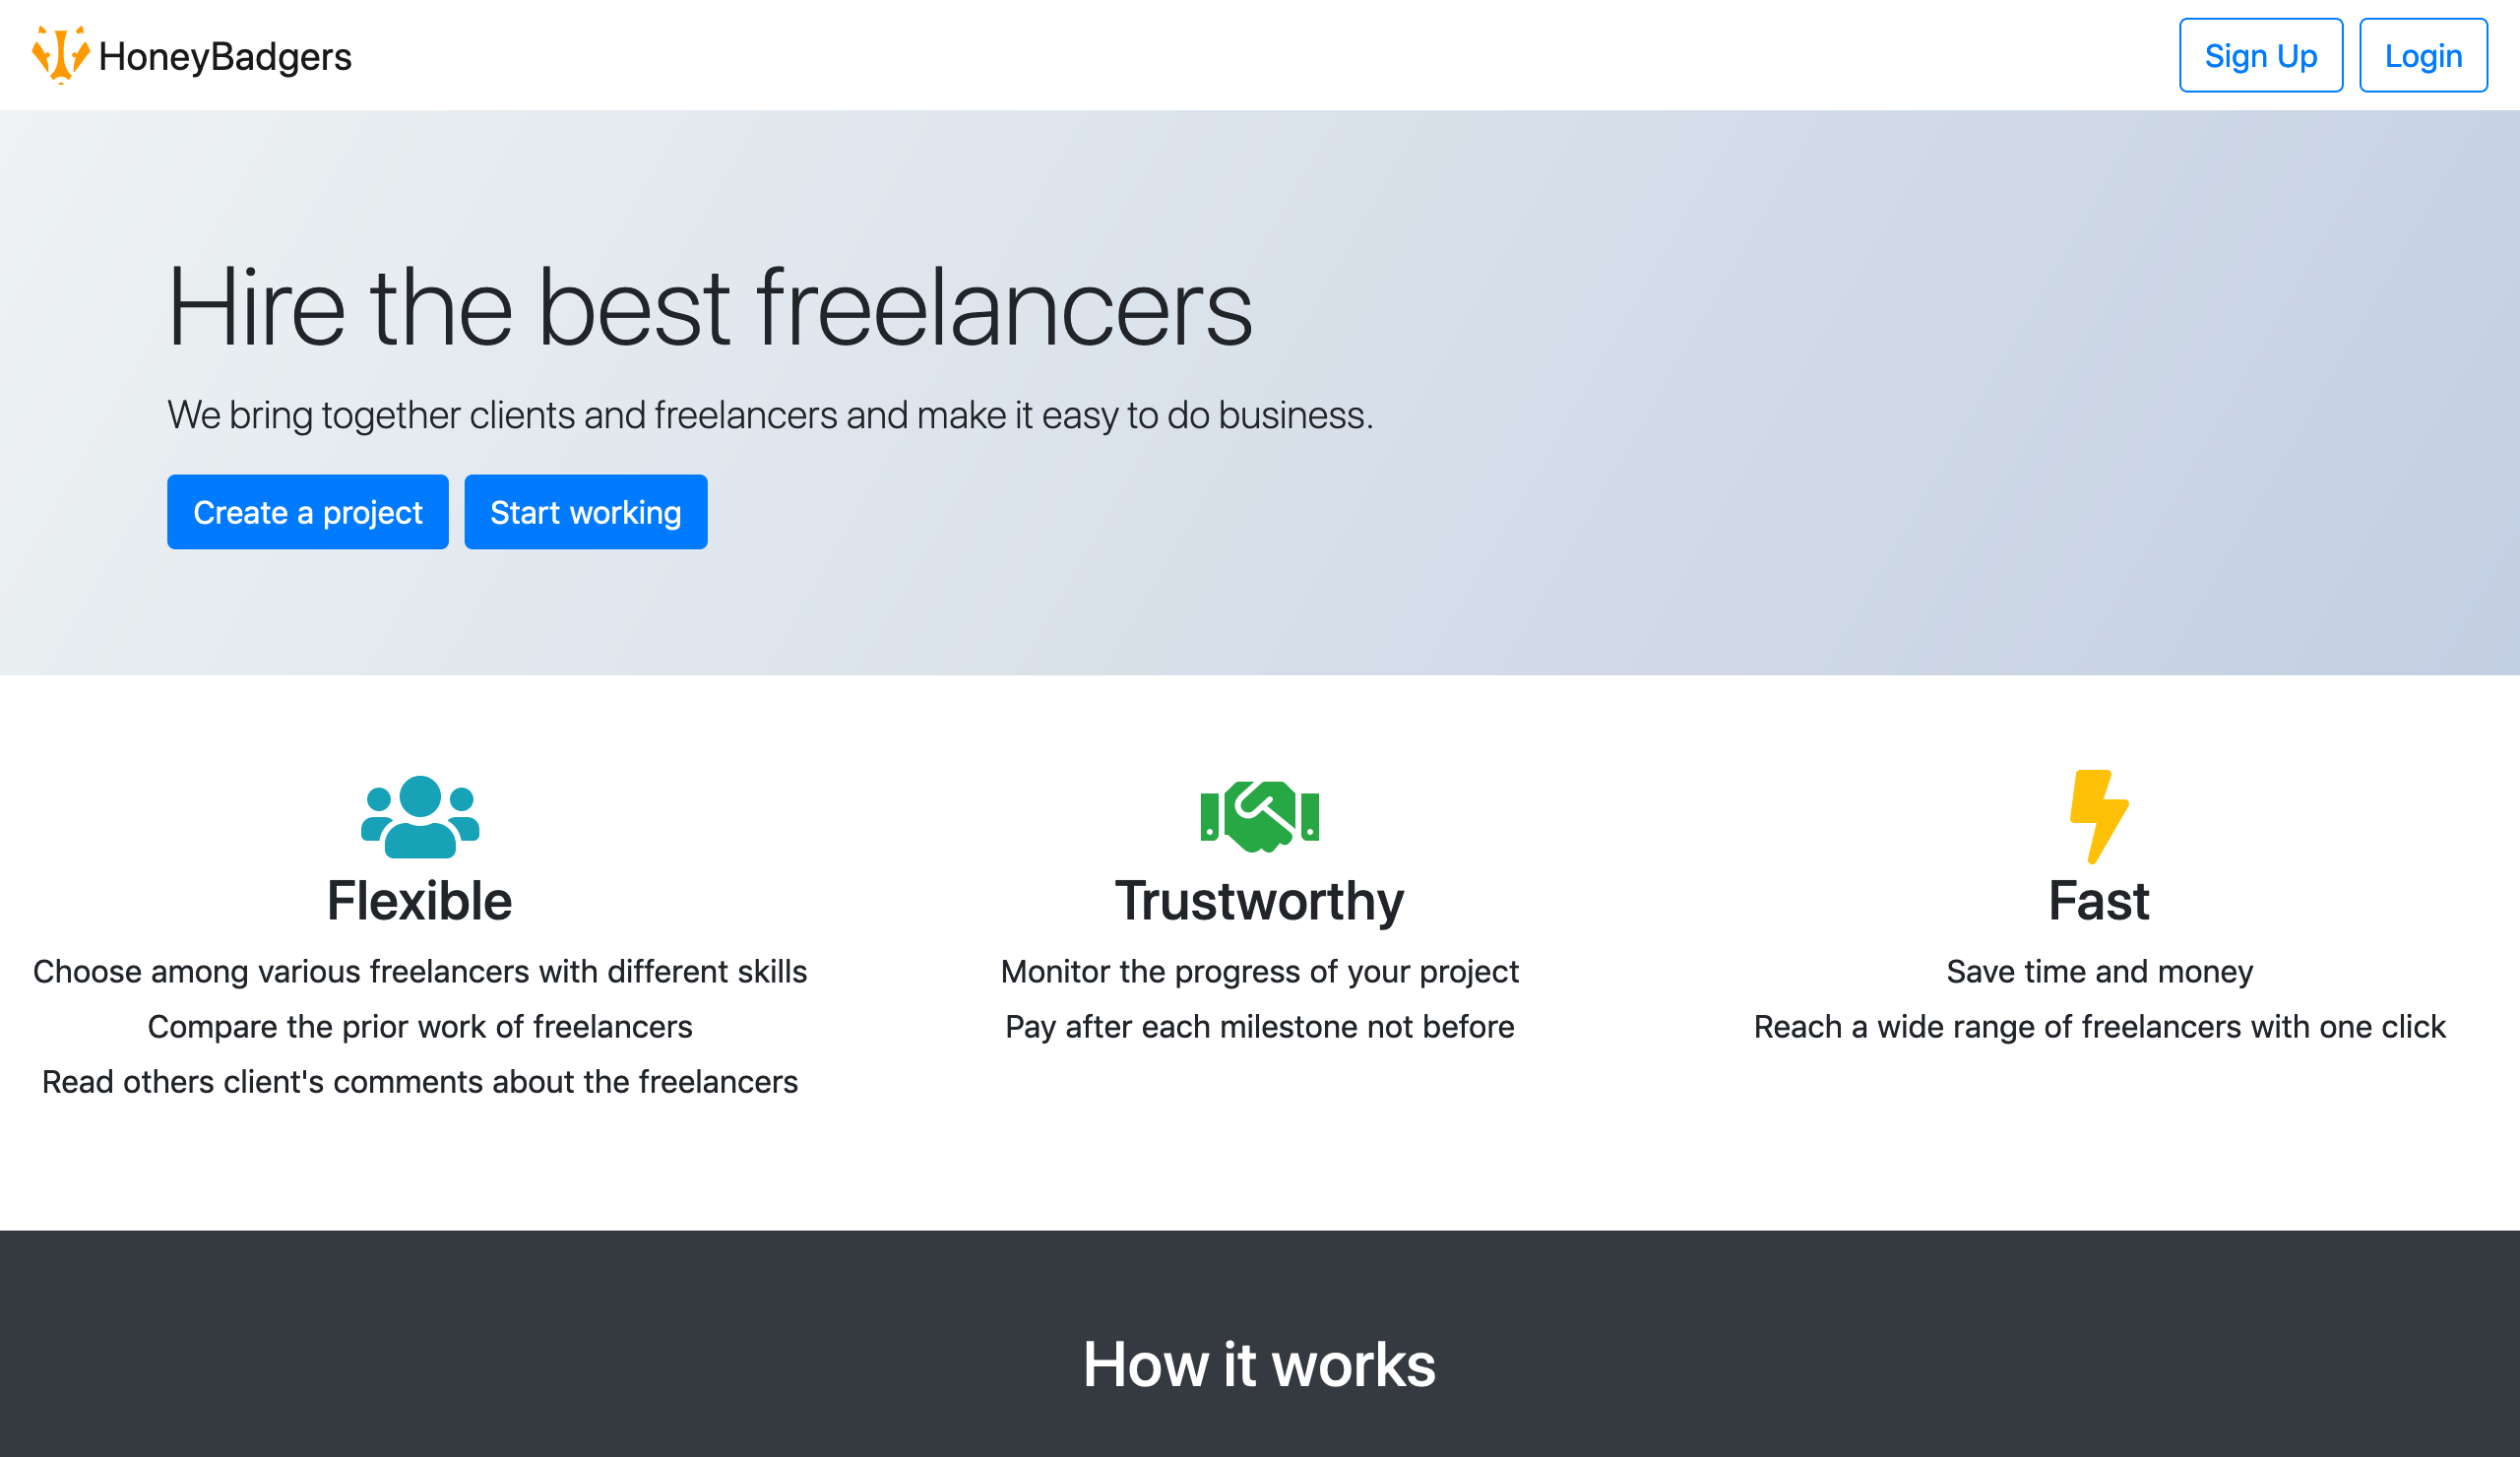 HoneyBadgers
Sign Up
Login
Hire the best freelancers
We bring together clients and freelancers and make it easy to do business.
Create a project
Start working
Flexible
Choose among various freelancers with different skills
Compare the prior work of freelancers
Read others client's comments about the freelancers
Trustworthy
Monitor the progress of your project
Pay after each milestone not before
Fast
Save time and money
Reach a wide range of freelancers with one click
How it works